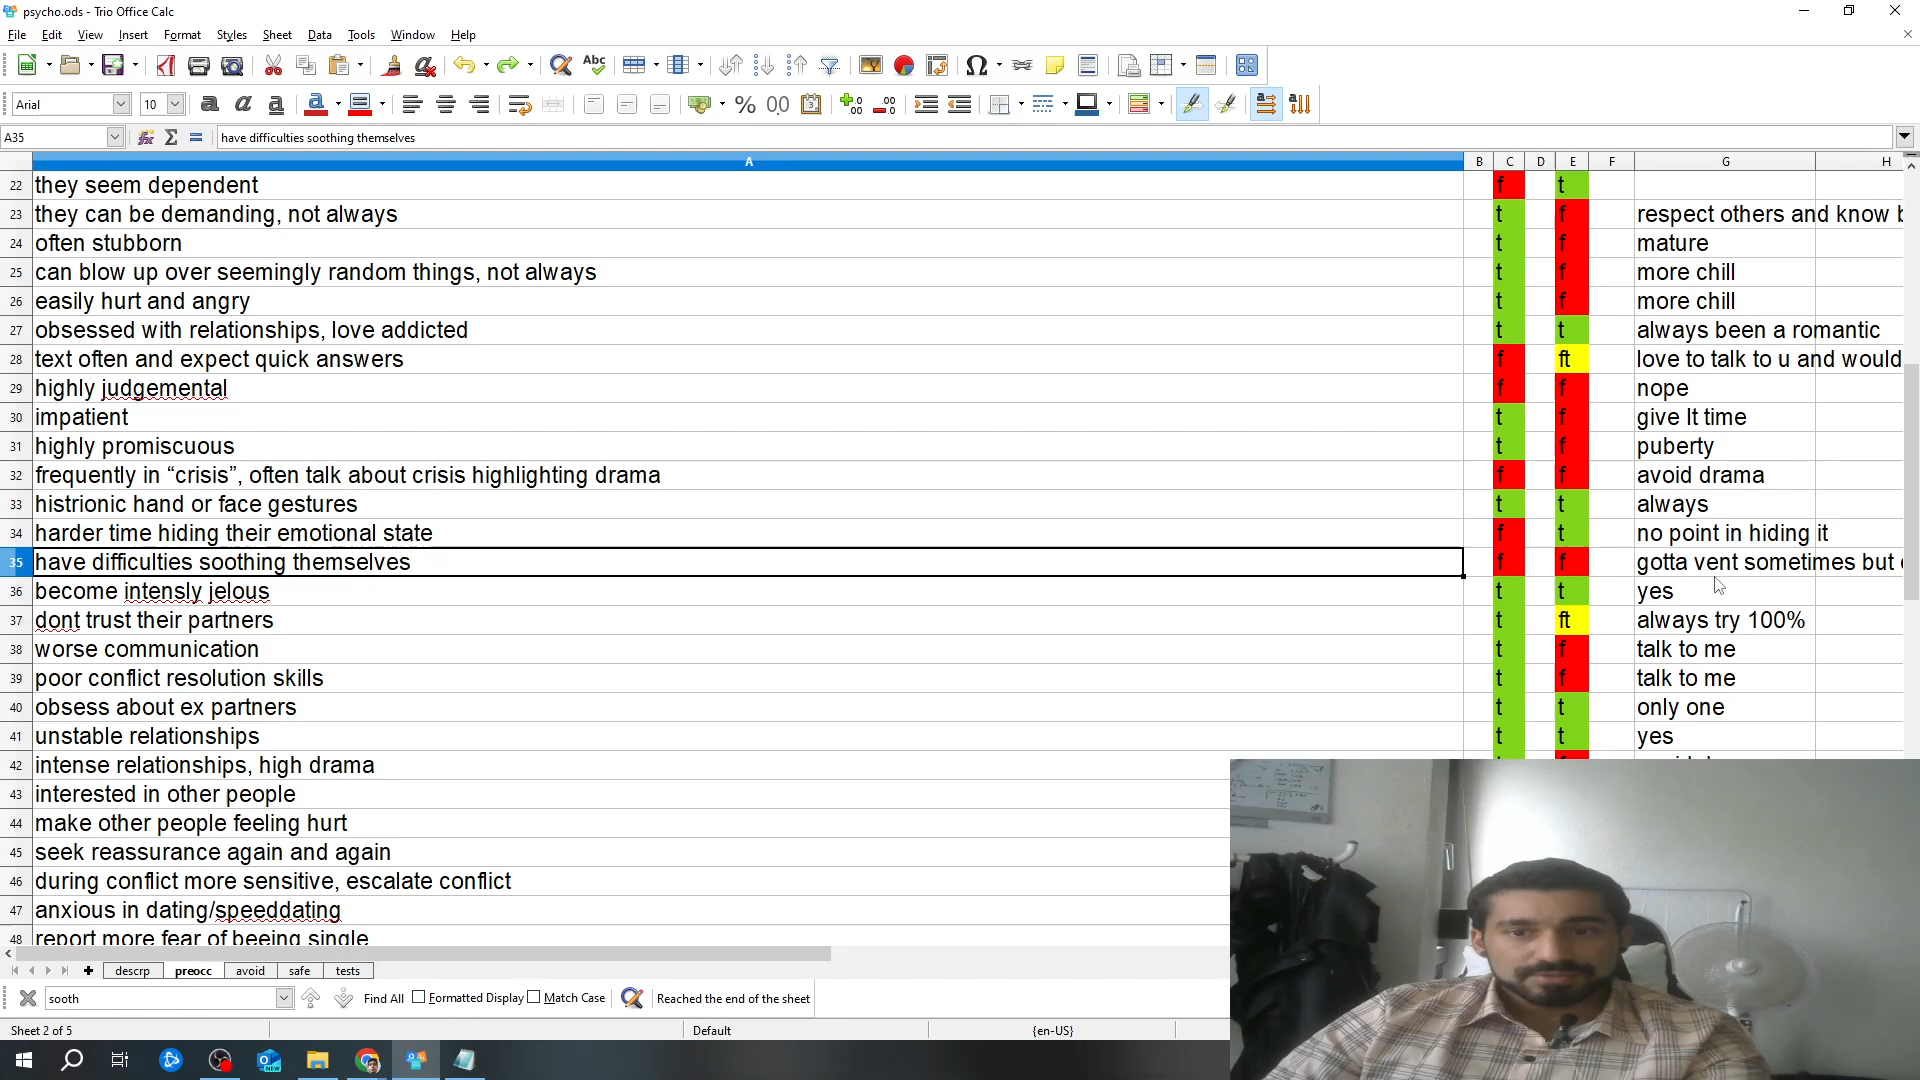 psycho.ods - Trio Office Calc
File Edit View Insert Format Styles Sheet Data Tools Window Help
Arial 10
A35 have difficulties soothing themselves
A B C D E F G H
22 they seem dependent f t
23 they can be demanding, not always t f respect others and know
24 often stubborn t f mature
25 can blow up over seemingly random things, not always t f more chill
26 easily hurt and angry t f more chill
27 obsessed with relationships, love addicted t t always been a romantic
28 text often and expect quick answers f ft love to talk to u and would
29 highly judgemental f f nope
30 impatient t f give It time
31 highly promiscuous t f puberty
32 frequently in “crisis”, often talk about crisis highlighting drama f f avoid drama
33 histrionic hand or face gestures t t always
34 harder time hiding their emotional state f t no point in hiding it
35 have difficulties soothing themselves f f gotta vent sometimes but
36 become intensly jelous t t yes
37 dont trust their partners t ft always try 100%
38 worse communication t f talk to me
39 poor conflict resolution skills t f talk to me
40 obsess about ex partners t t only one
41 unstable relationships t t yes
42 intense relationships, high drama
43 interested in other people
44 make other people feeling hurt
45 seek reassurance again and again
46 during conflict more sensitive, escalate conflict
47 anxious in dating/speeddating
48 report more fear of beeing single
descrp preocc avoid safe tests
sooth Find All Formatted Display Match Case Reached the end of the sheet
Sheet 2 of 5 Default {en-US}